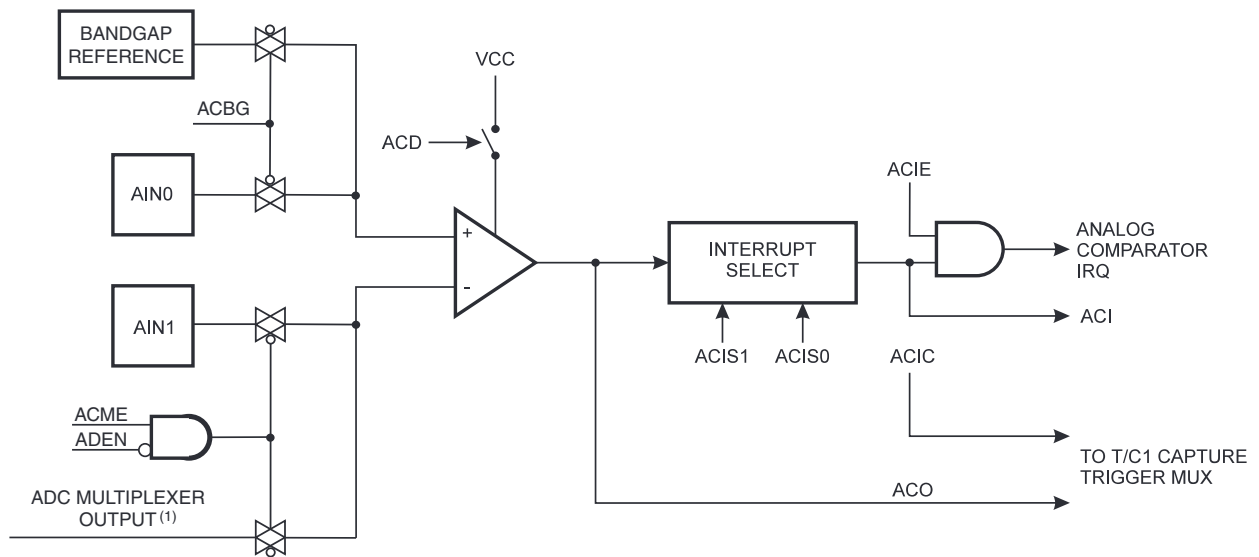 BANDGAP
REFERENCE
ACBG
AIN0
VCC
ACD
+
-
AIN1
ACME
ADEN
ADC MULTIPLEXER
OUTPUT (1)
INTERRUPT
SELECT
ACIS1
ACIS0
ACIE
ANALOG
COMPARATOR
IRQ
ACI
ACIC
TO T/C1 CAPTURE
TRIGGER MUX
ACO